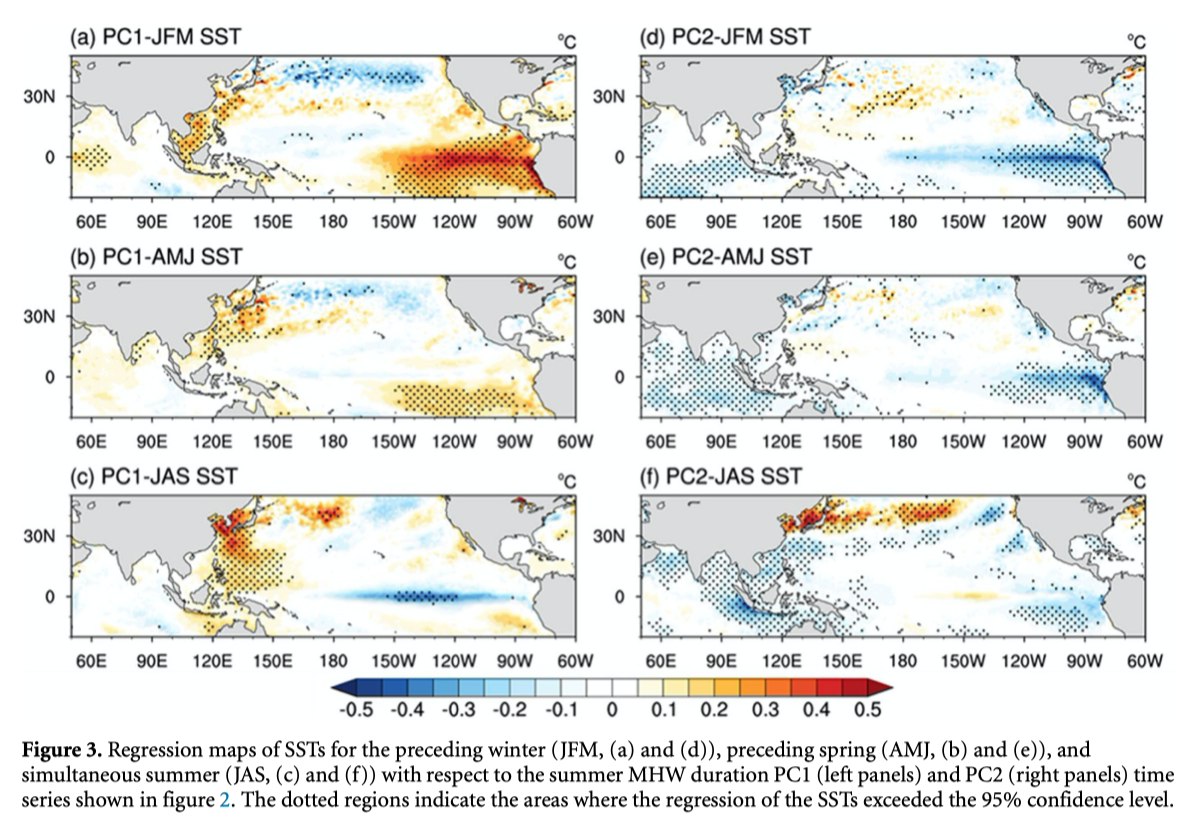 (a) PC1-JFM SST °C
30N
0
60E 90E 120E 150E 180 150W 120W 90W 60W
(d) PC2-JFM SST °C
30N
0
60E 90E 120E 150E 180 150W 120W 90W 60W
(b) PC1-AMJ SST °C
30N
0
60E 90E 120E 150E 180 150W 120W 90W 60W
(e) PC2-AMJ SST °C
30N
0
60E 90E 120E 150E 180 150W 120W 90W 60W
(c) PC1-JAS SST °C
30N
0
60E 90E 120E 150E 180 150W 120W 90W 60W
(f) PC2-JAS SST °C
30N
0
60E 90E 120E 150E 180 150W 120W 90W 60W
-0.5 -0.4 -0.3 -0.2 -0.1 0 0.1 0.2 0.3 0.4 0.5
Figure 3. Regression maps of SSTs for the preceding winter (JFM, (a) and (d)), preceding spring (AMJ, (b) and (e)), and
simultaneous summer (JAS, (c) and (f)) with respect to the summer MHW duration PC1 (left panels) and PC2 (right panels) time
series shown in figure 2. The dotted regions indicate the areas where the regression of the SSTs exceeded the 95% confidence level.